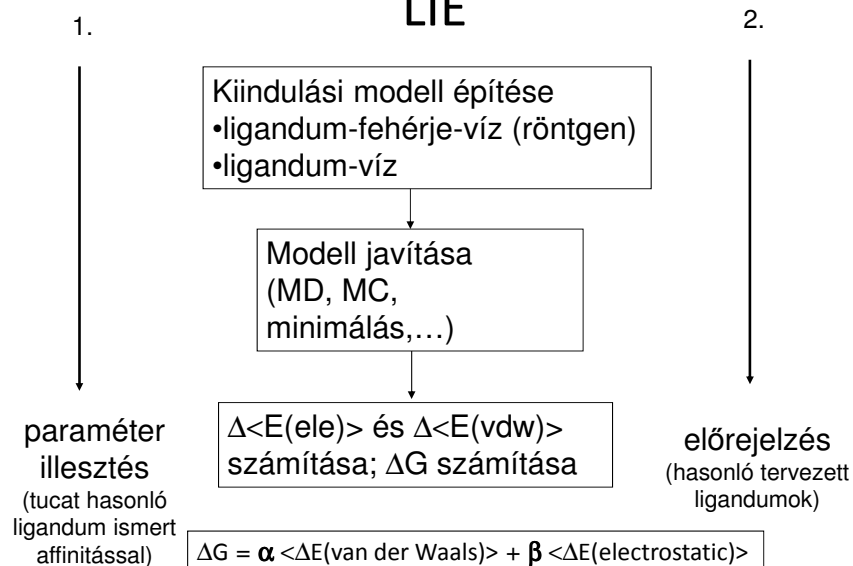 LIE
1.
2.
Kiindulási modell építése
•ligandum-fehérje-víz (röntgen)
•ligandum-víz
Modell javítása
(MD, MC,
minimálás,...)
Δ<E(ele)> és Δ<E(vdw)>
számítása; ΔG számítása
paraméter
illesztés
(tucat hasonló
ligandum ismert
affinitással)
előrejelzés
(hasonló tervezett
ligandumok)
ΔG = α <ΔE(van der Waals)> + β <ΔE(electrostatic)>